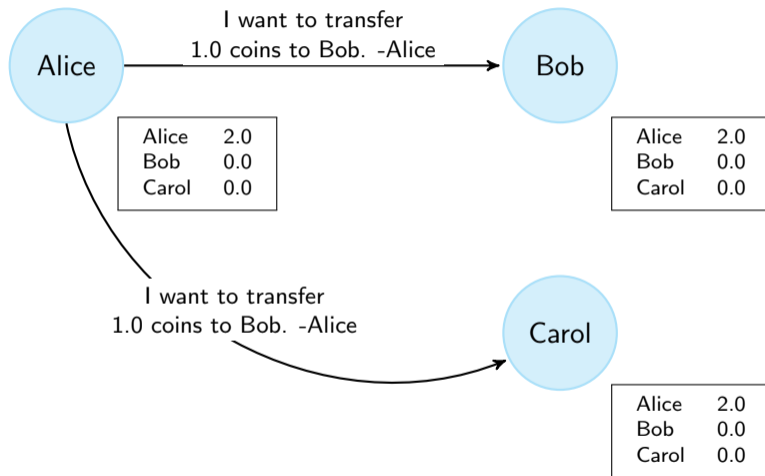 I want to transfer
1.0 coins to Bob. -Alice
Alice
Bob
Alice 2.0
Bob 0.0
Carol 0.0
Alice 2.0
Bob 0.0
Carol 0.0
I want to transfer
1.0 coins to Bob. -Alice
Carol
Alice 2.0
Bob 0.0
Carol 0.0